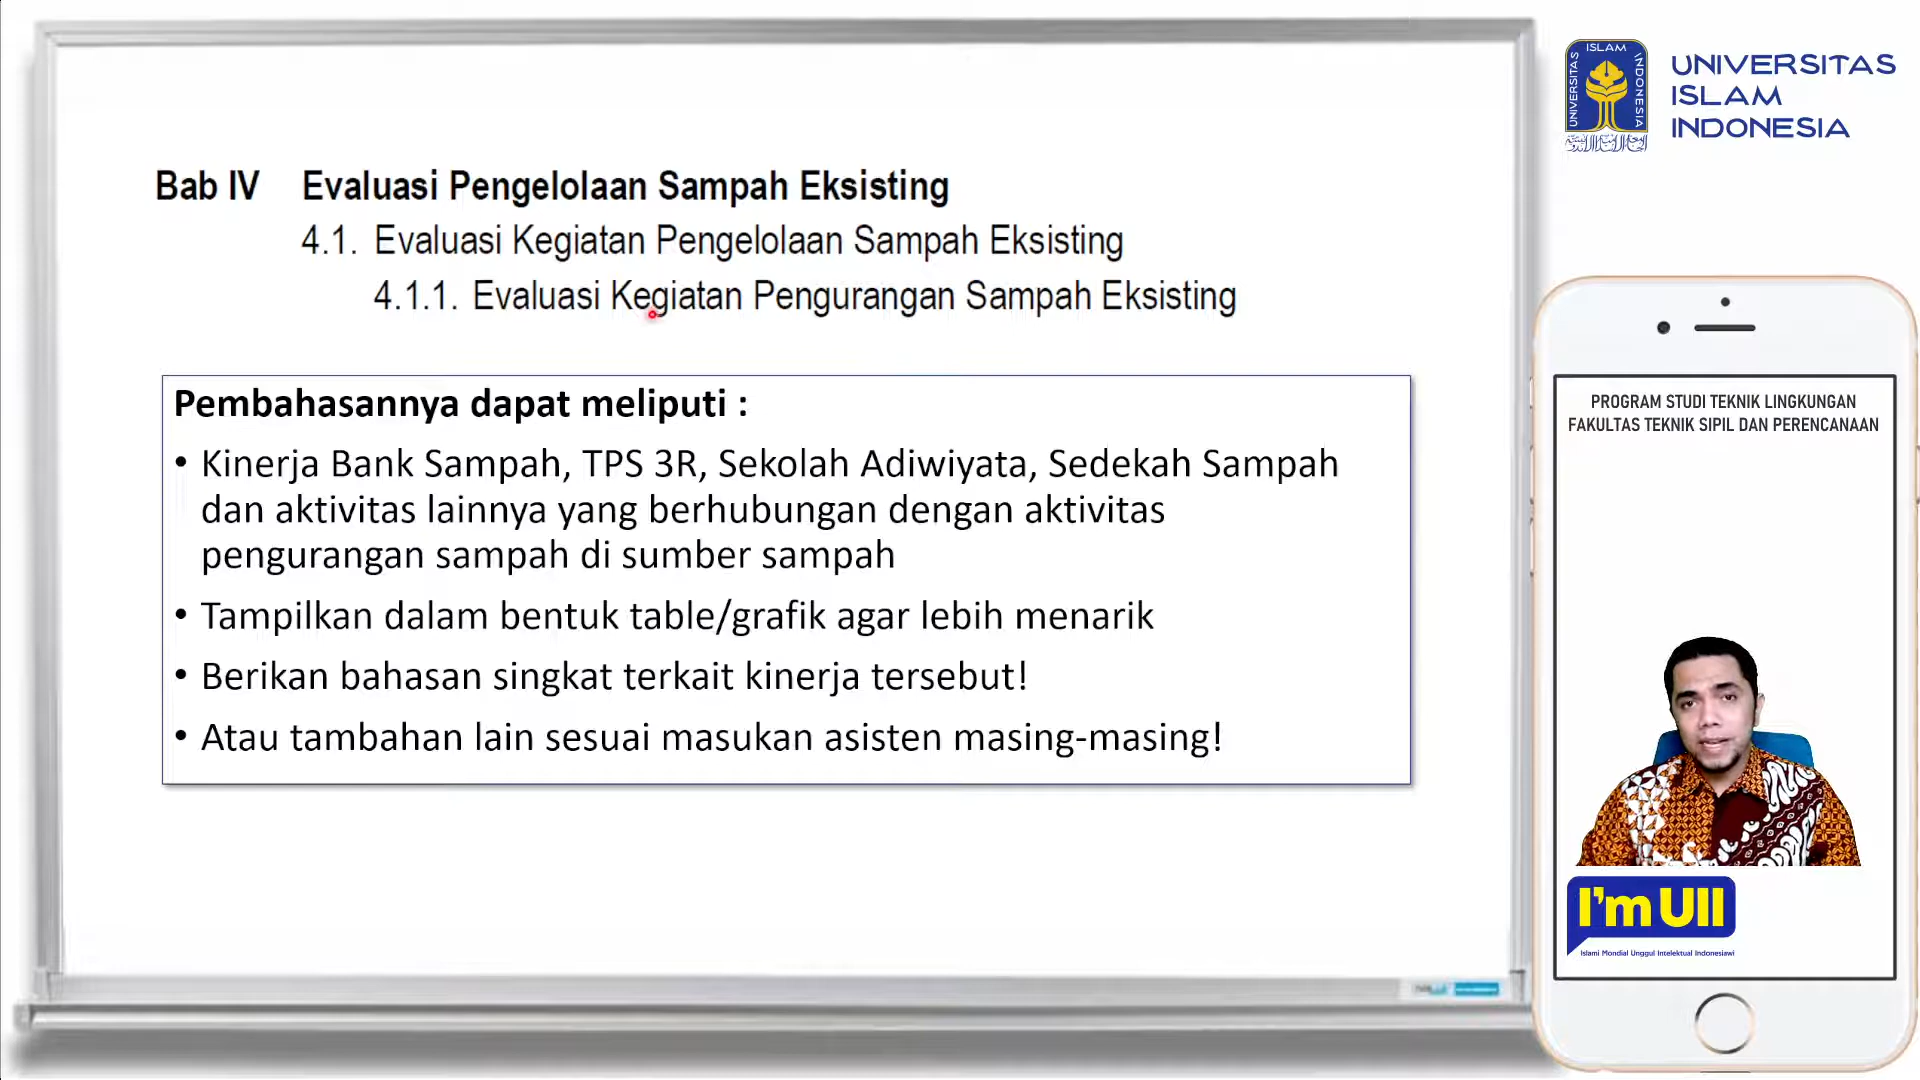 Bab IV Evaluasi Pengelolaan Sampah Eksisting
4.1. Evaluasi Kegiatan Pengelolaan Sampah Eksisting
4.1.1. Evaluasi Kegiatan Pengurangan Sampah Eksisting
Pembahasannya dapat meliputi :
• Kinerja Bank Sampah, TPS 3R, Sekolah Adiwiyata, Sedekah Sampah
dan aktivitas lainnya yang berhubungan dengan aktivitas
pengurangan sampah di sumber sampah
• Tampilkan dalam bentuk table/grafik agar lebih menarik
• Berikan bahasan singkat terkait kinerja tersebut!
• Atau tambahan lain sesuai masukan asisten masing-masing!
UNIVERSITAS ISLAM INDONESIA
UNIVERSITAS
ISLAM
INDONESIA
PROGRAM STUDI TEKNIK LINGKUNGAN
FAKULTAS TEKNIK SIPIL DAN PERENCANAAN
I'm UII
Islami Mondial Unggul Intelektual Indonesiawi